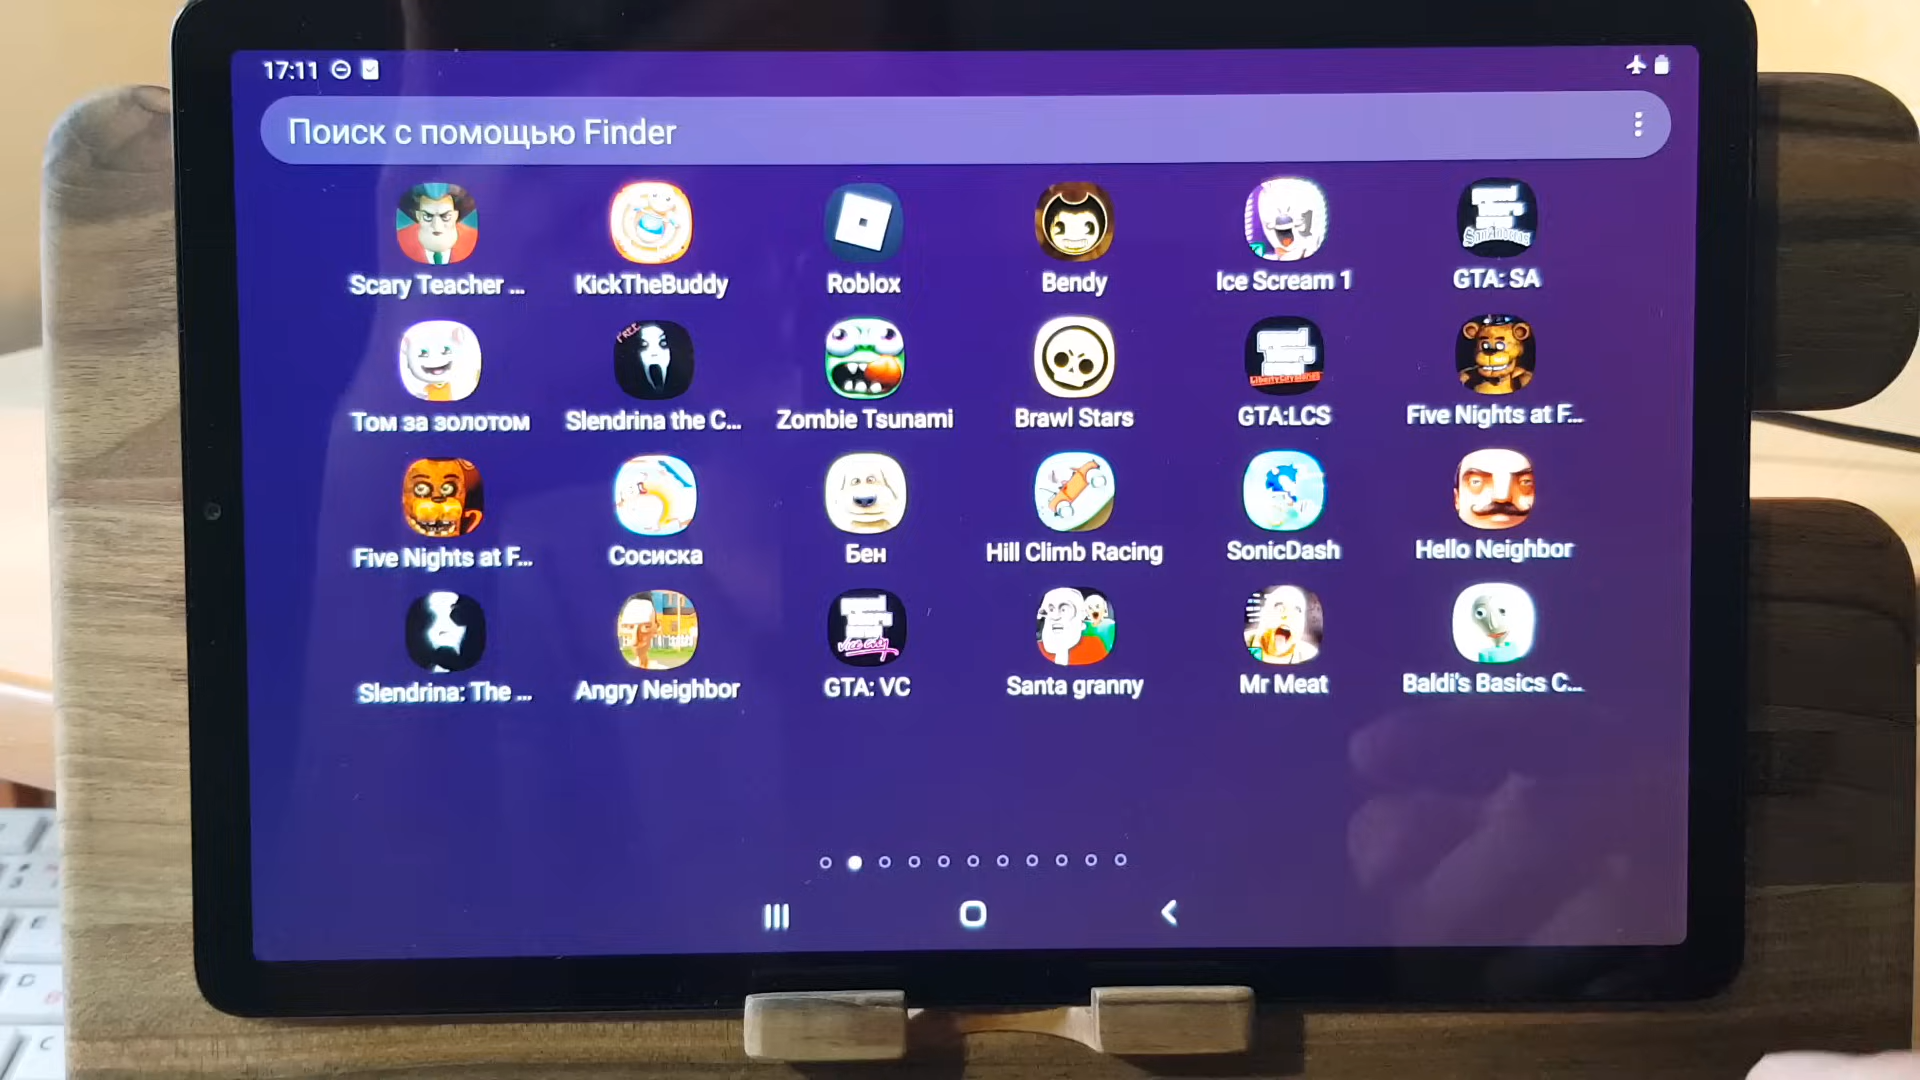 17:11
Поиск с помощью Finder
Scary Teacher ...
KickTheBuddy
Roblox
Bendy
Ice Scream 1
GTA: SA
Том за золотом
Slendrina the C...
Zombie Tsunami
Brawl Stars
GTA:LCS
Five Nights at F...
Five Nights at F...
Сосиска
Бен
Hill Climb Racing
SonicDash
Hello Neighbor
Slendrina: The ...
Angry Neighbor
GTA: VC
Santa granny
Mr Meat
Baldi's Basics C...
FREE
2
E
D
C